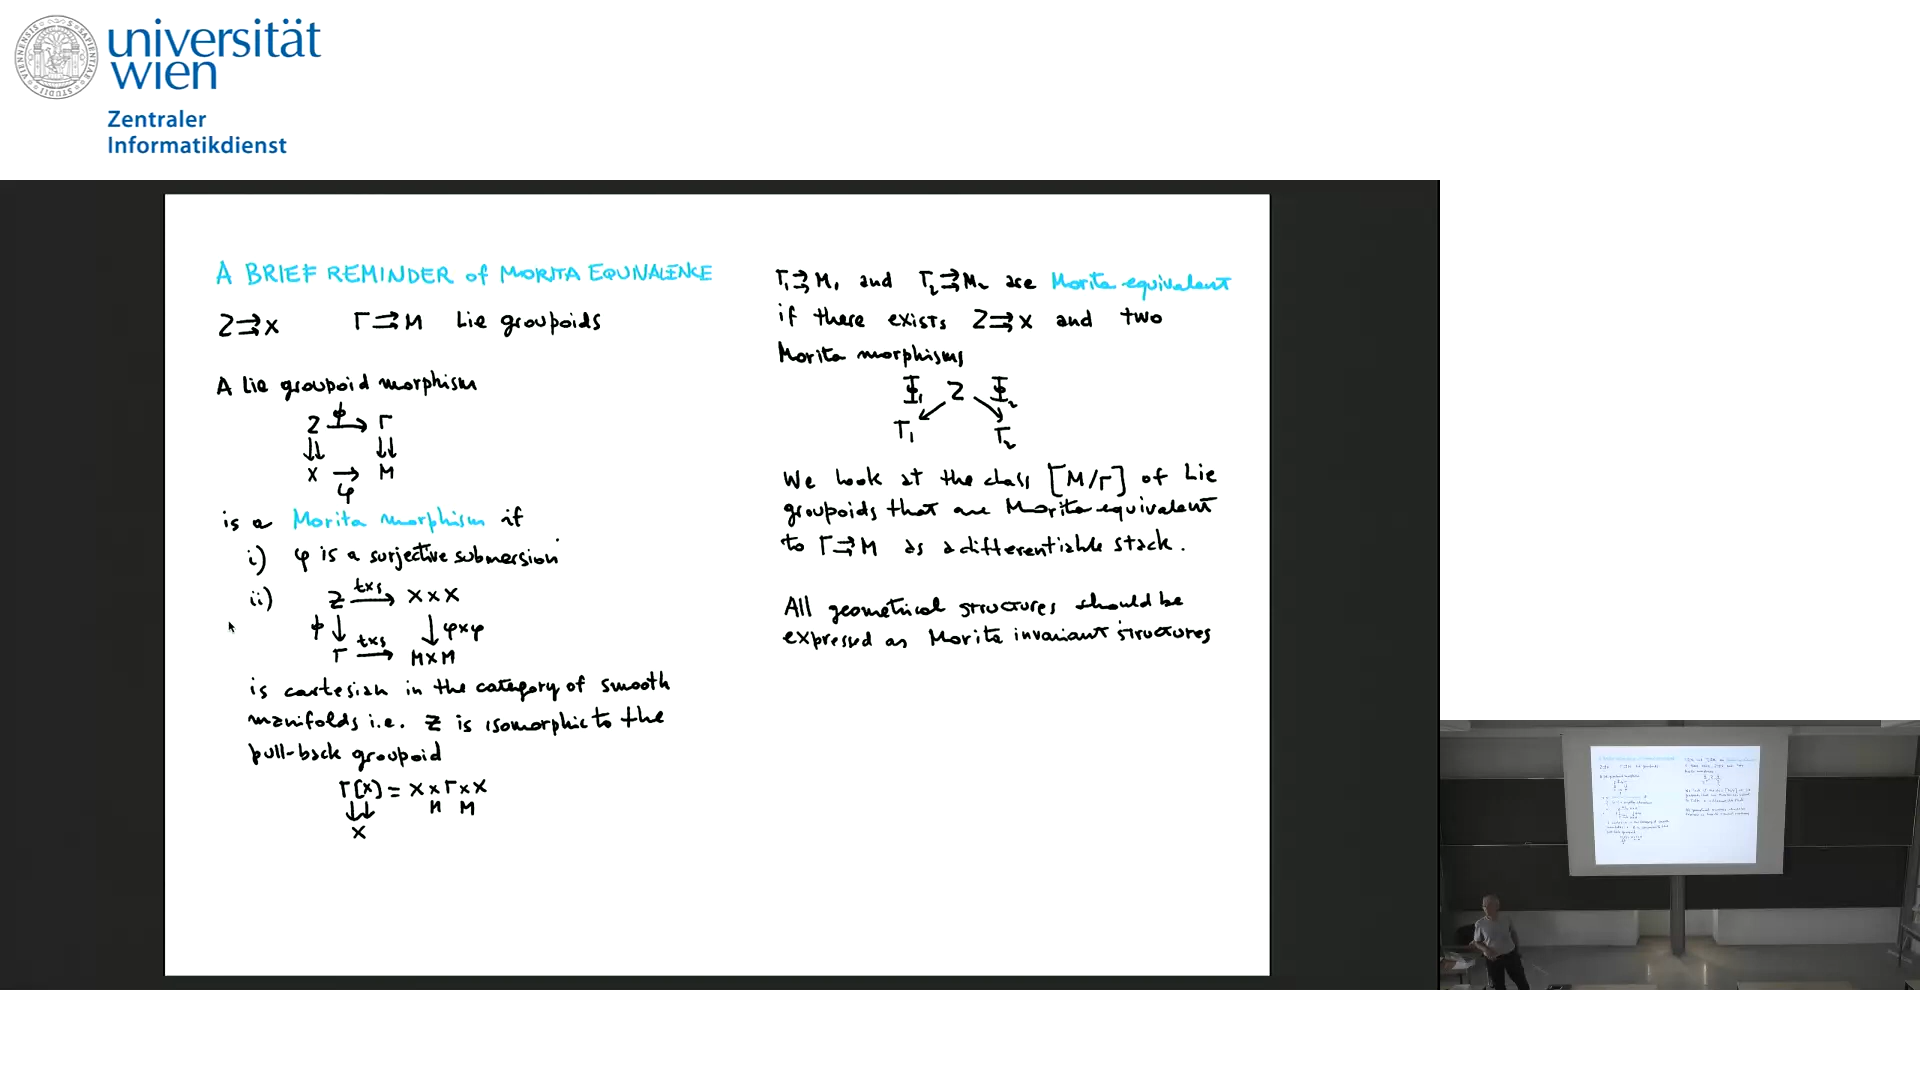 universität
wien
Zentraler
Informatikdienst
A BRIEF REMINDER of MORITA EQUIVALENCE
Z⇉X Γ⇉M Lie groupoids
A Lie groupoid morphism
Z ϕ→ Γ
↓↓ ↓↓
X → M
φ
is a Morita morphism if
i) φ is a surjective submersion
ii) Z t×s→ X×X
ϕ↓ t×s ↓φ×φ
Γ → M×M
is cartesian in the category of smooth
manifolds i.e. Z is isomorphic to the
pull-back groupoid
Γ[X] = X×Γ×X
↓↓ M M
X
Γ₁⇉M₁ and Γ₂⇉M₂ are Morita equivalent
if there exists Z⇉X and two
Morita morphisms
Φ₁ Z Φ₂
↙ ↘
Γ₁ Γ₂
We look at the class [M/Γ] of Lie
groupoids that are Morita equivalent
to Γ⇉M as a differentiable stack.
All geometrical structures should be
expressed as Morita invariant structures